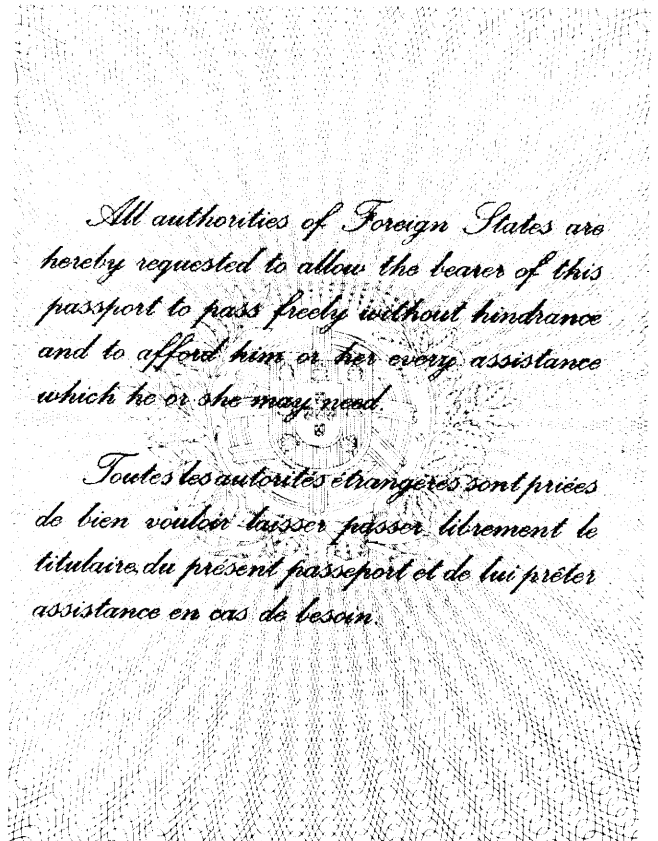 All authorities of Foreign States are
hereby requested to allow the bearer of this
passport to pass freely without hindrance
and to afford him or her every assistance
which he or she may need.
Toutes les autorités étrangères sont priées
de bien vouloir laisser passer librement le
titulaire du présent passeport et de lui prêter
assistance en cas de besoin.